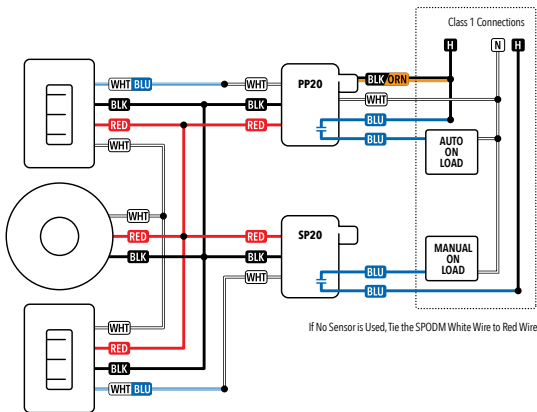 Class 1 Connections
H N H
WHT BLU WHT PP20 BLK/ORN
BLK BLK WHT
RED RED BLU
WHT BLU
AUTO
ON
LOAD
WHT
RED RED SP20
BLK BLK
WHT
MANUAL
ON
LOAD
BLU
BLU
WHT
RED
BLK
WHT BLU
If No Sensor is Used, Tie the SPODM White Wire to Red Wire